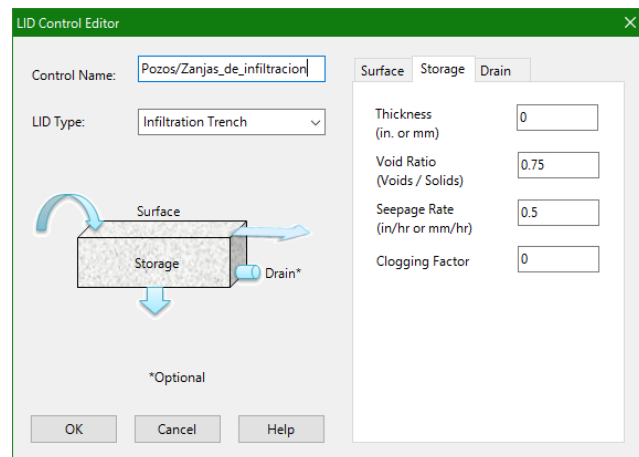 LID Control Editor
Control Name:
Pozos/Zanjas_de_infiltracion
LID Type:
Infiltration Trench
Surface
Storage
Drain*
*Optional
OK
Cancel
Help
Surface
Storage
Drain
Thickness
(in. or mm)
0
Void Ratio
(Voids / Solids)
0.75
Seepage Rate
(in/hr or mm/hr)
0.5
Clogging Factor
0